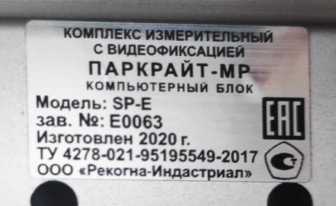 КОМПЛЕКС ИЗМЕРИТЕЛЬНЫЙ
С ВИДЕОФИКСАЦИЕЙ
ПАРКРАЙТ-МР
КОМПЬЮТЕРНЫЙ БЛОК
Модель: SP-E
зав. №: E0063
Изготовлен 2020 г.
ТУ 4278-021-95195549-2017
ООО «Рекогна-Индастриал»
ЕАС